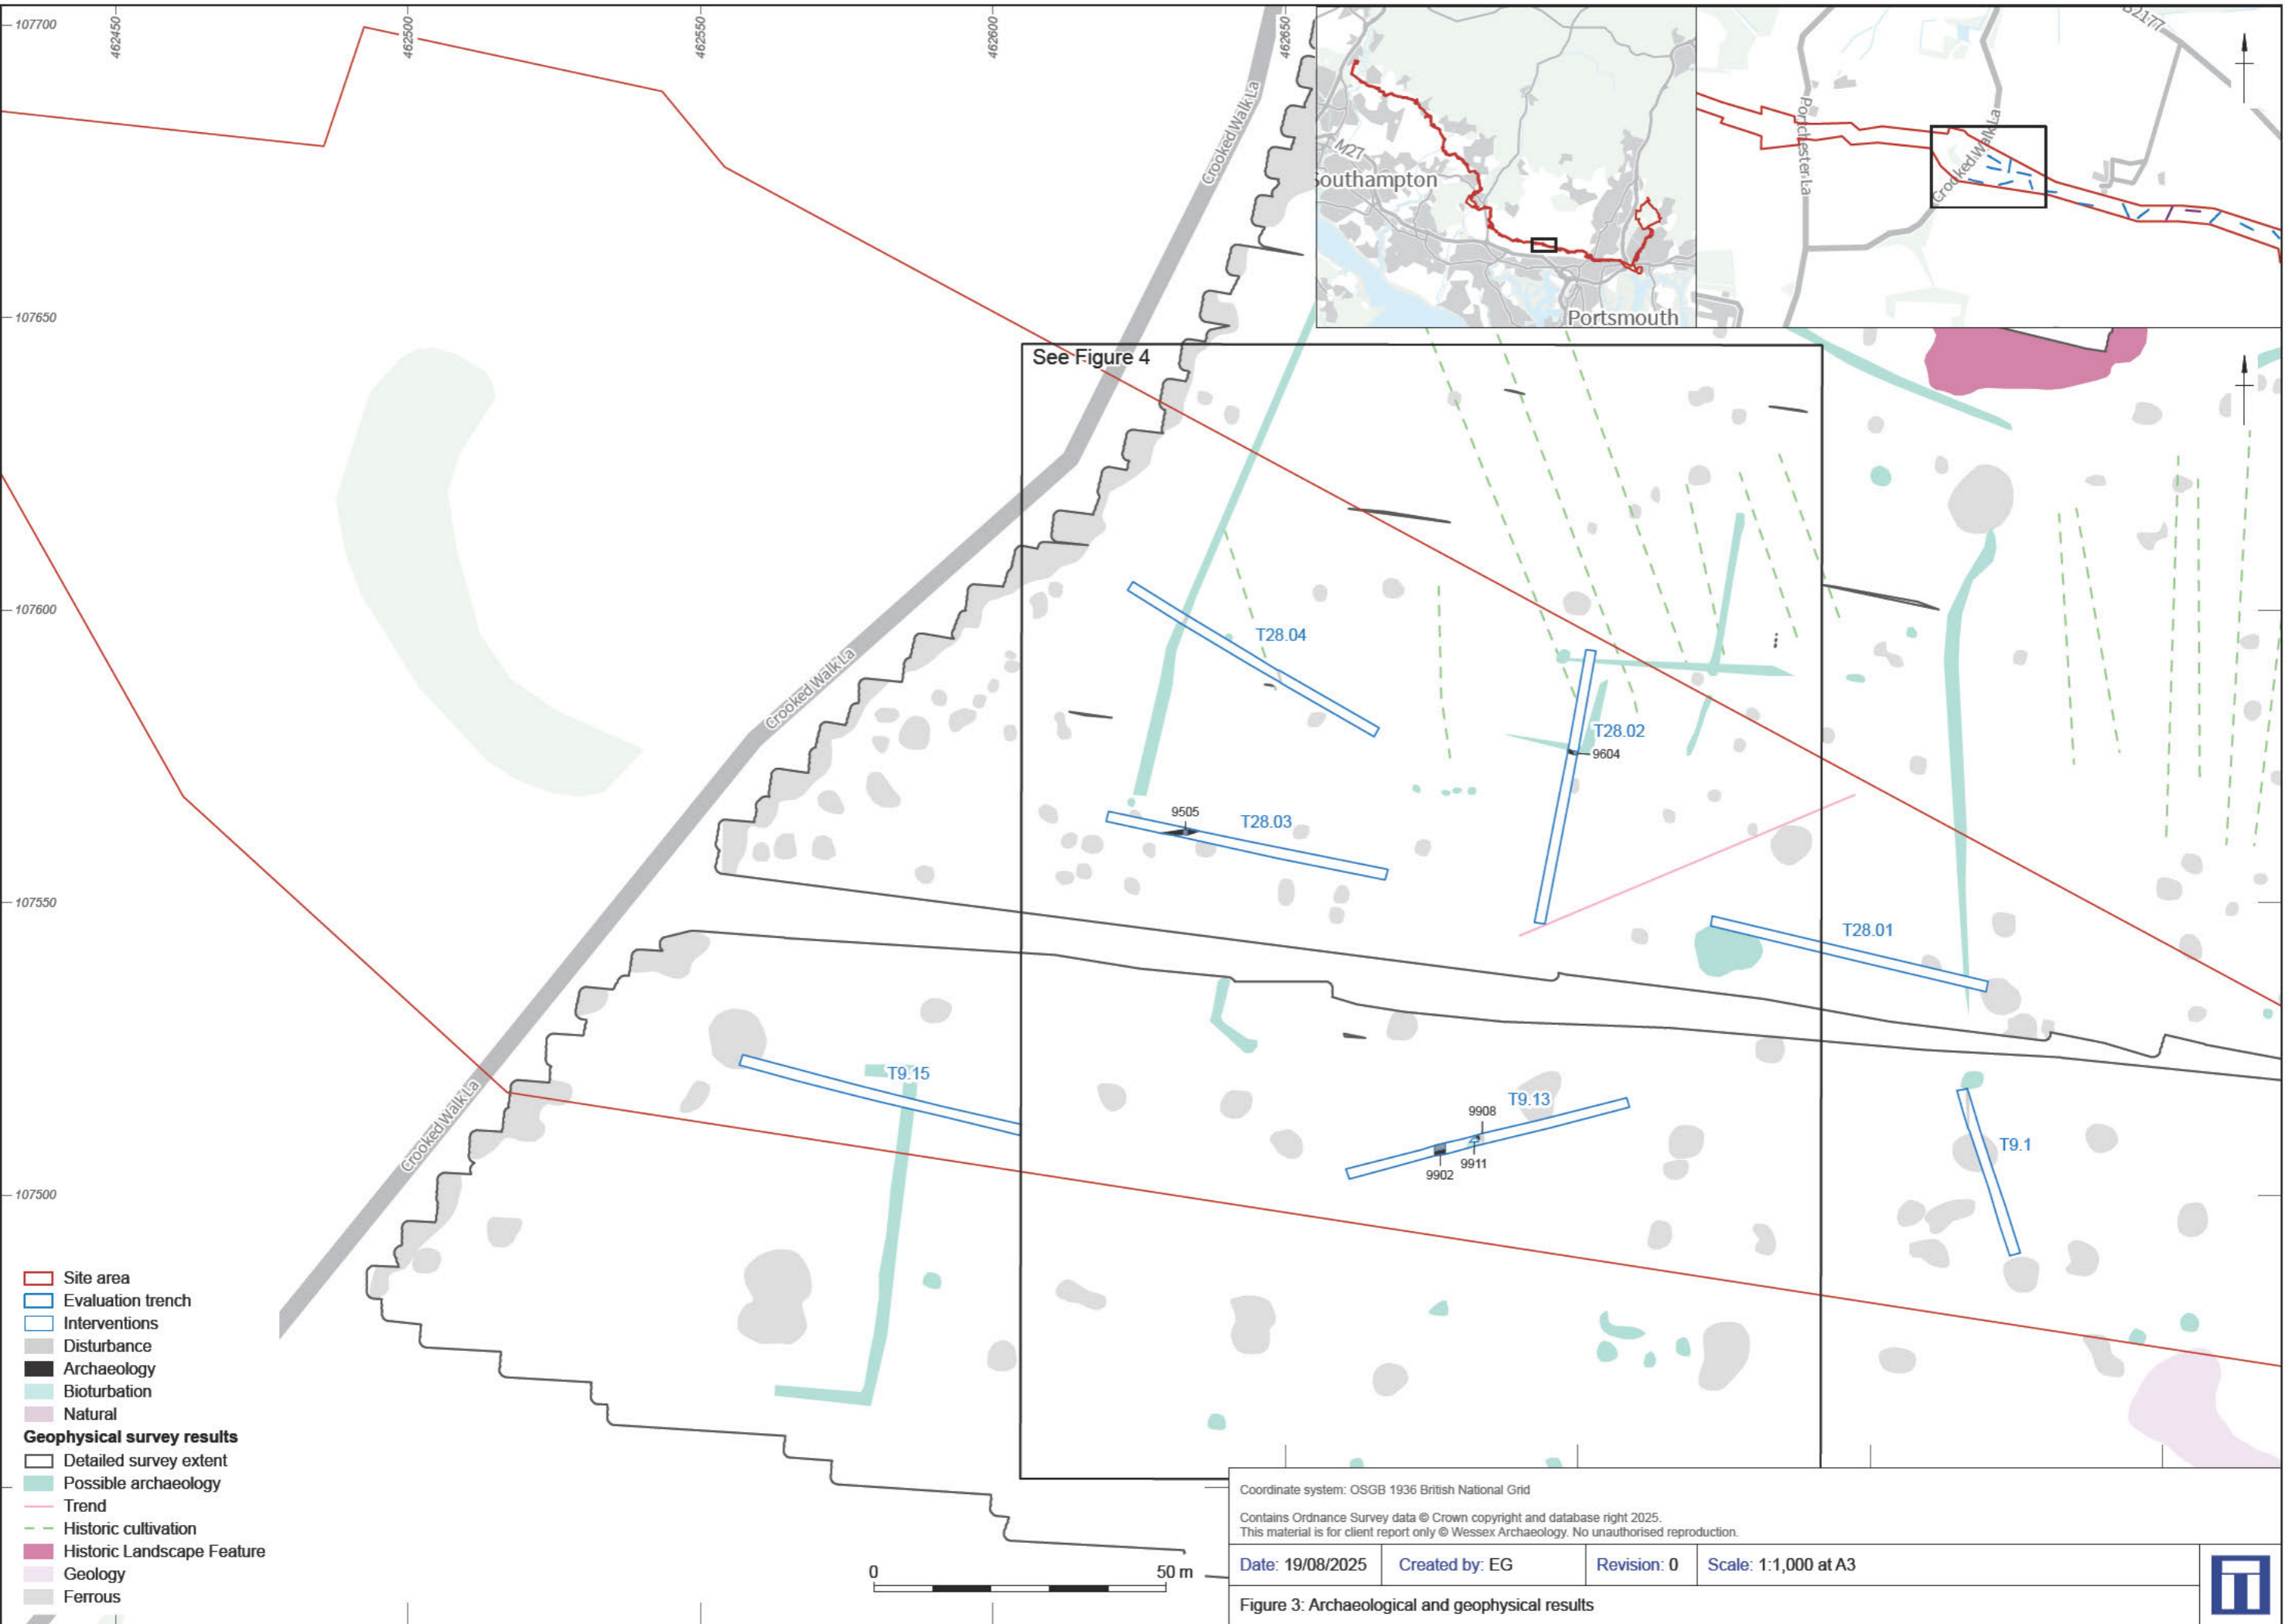 107700
107650
107600
107550
107500
462450
462500
462550
462600
462650
Crooked Walk La
Crooked Walk La
Crooked Walk La
M27
Southampton
Portsmouth
B2177
Portchester La
Crooked Walk La
See Figure 4
T28.04
T28.02
9604
9505
T28.03
T28.01
T9.15
T9.13
9908
9911
9902
T9.1
Site area
Evaluation trench
Interventions
Disturbance
Archaeology
Bioturbation
Natural
Geophysical survey results
Detailed survey extent
Possible archaeology
Trend
Historic cultivation
Historic Landscape Feature
Geology
Ferrous
0 50 m
Coordinate system: OSGB 1936 British National Grid
Contains Ordnance Survey data © Crown copyright and database right 2025.
This material is for client report only © Wessex Archaeology. No unauthorised reproduction.
Date: 19/08/2025 Created by: EG Revision: 0 Scale: 1:1,000 at A3
Figure 3: Archaeological and geophysical results